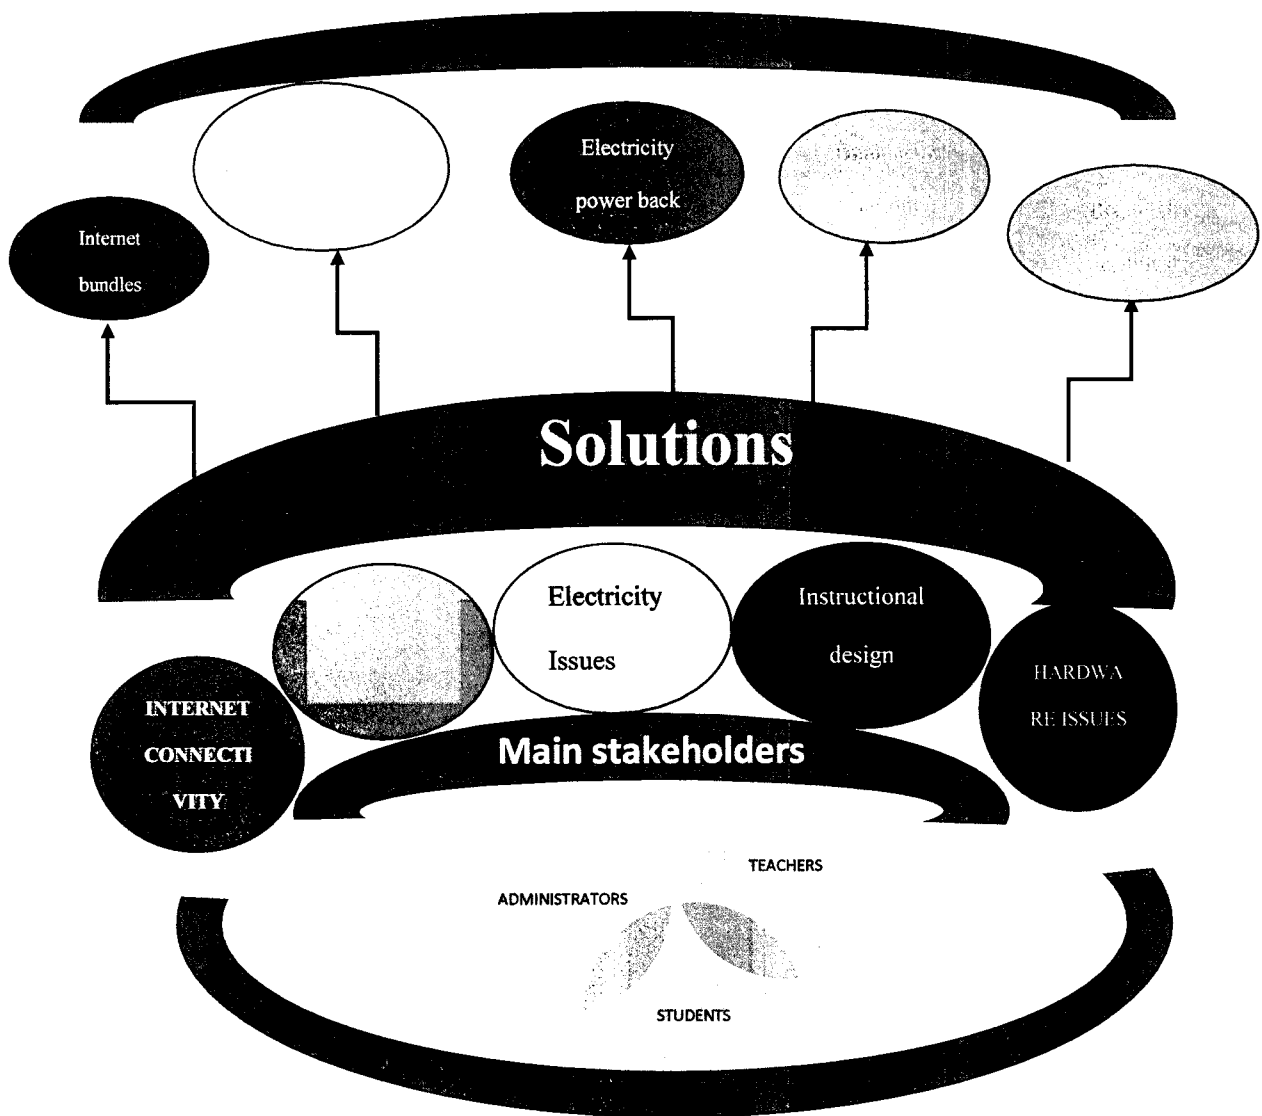 Electricity
power back
Internet
bundles
Solutions
Electricity
Issues
Instructional
design
HARDWA
RE ISSUES
INTERNET
CONNECTI
VITY
Main stakeholders
TEACHERS
ADMINISTRATORS
STUDENTS